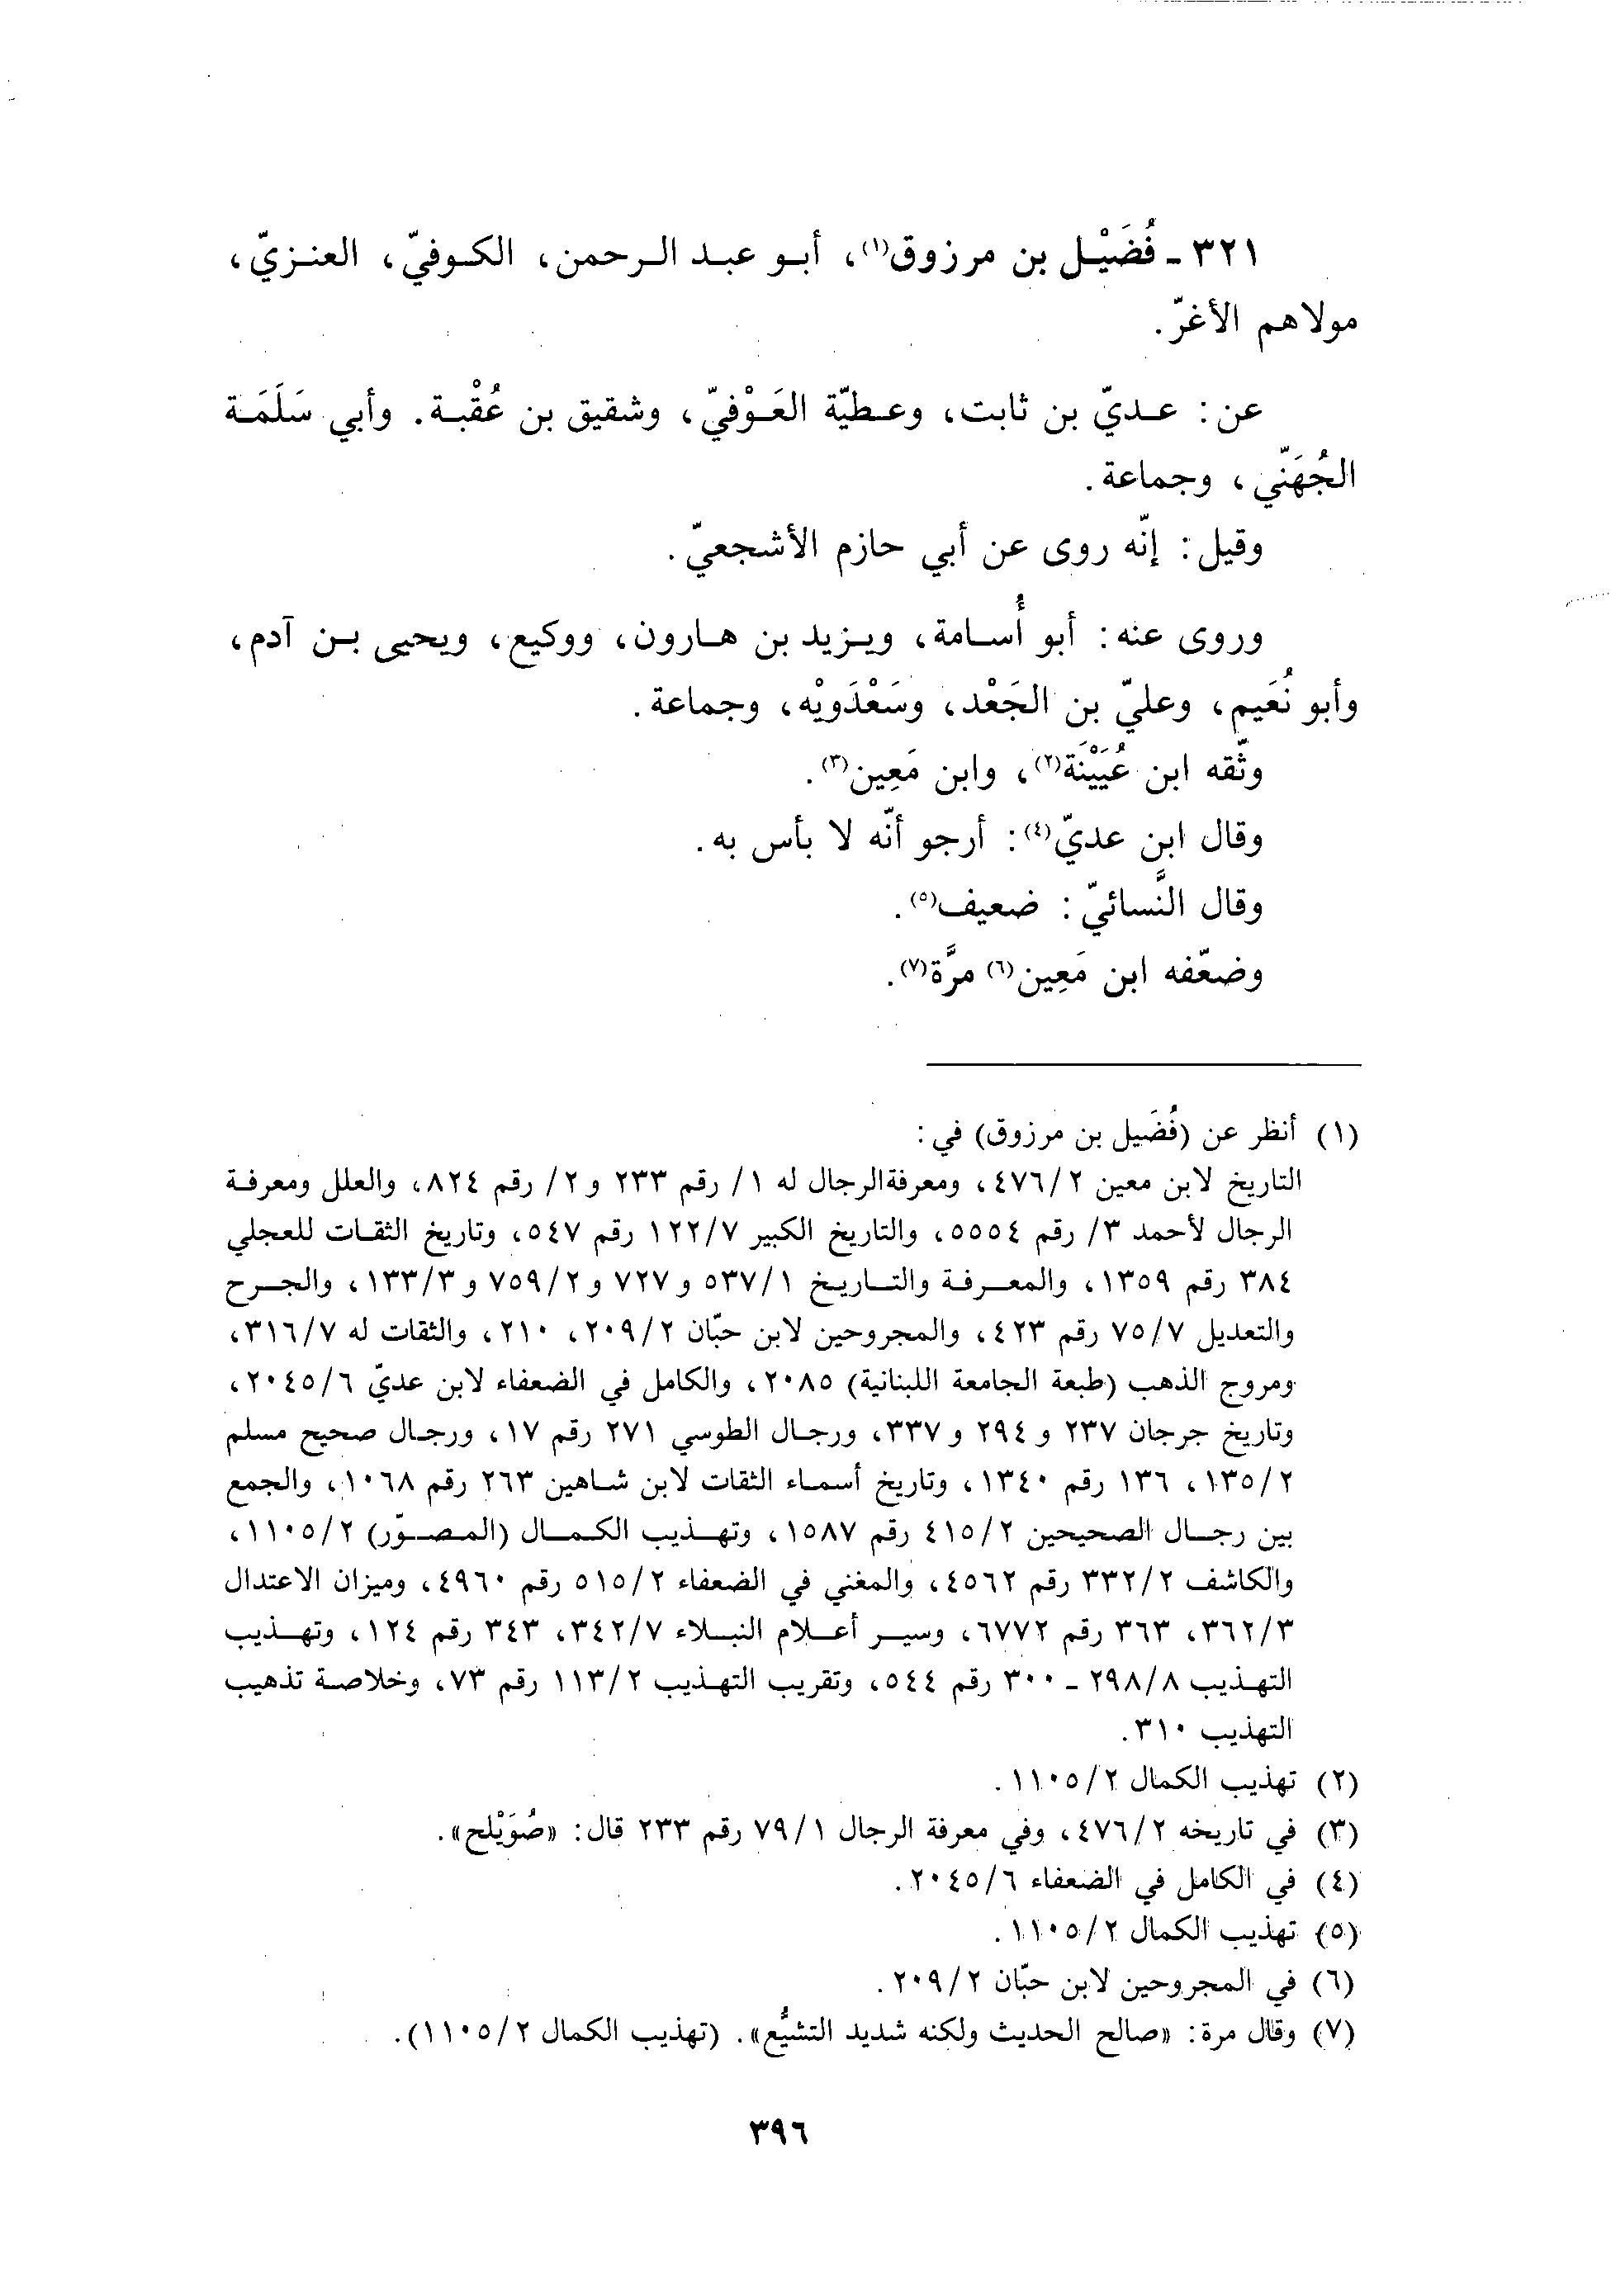 ٣٢١ - فُضَيْل بن مرزوق(١)، أبو عبد الرحمن، الكوفيّ، العنزيّ،
مولاهم الأغرّ.
عن: عديّ بن ثابت، وعطيّة العَوْفيّ، وشقيق بن عُقْبة. وأبي سَلَمَة
الجُهَنّي، وجماعة.
وقيل: إنّه روى عن أبي حازم الأشجعيّ.
وروى عنه: أبو أُسامة، ويزيد بن هارون، ووكيع، ويحيى بن آدم،
وأبو نُعَيم، وعليّ بن الجَعْد، وسَعْدَويْه، وجماعة.
وثّقه ابن عُيَيْنَة(٢)، وابن مَعِين(٣).
وقال ابن عديّ(٤): أرجو أنّه لا بأس به.
وقال النَّسائيّ: ضعيف(٥).
وضعّفه ابن مَعِين(٦) مرَّة(٧).
(١) أنظر عن (فُضَيل بن مرزوق) في:
التاريخ لابن معين ٤٧٦/٢، ومعرفةالرجال له ١/ رقم ٢٣٣ و ٢/ رقم ٨٢٤، والعلل ومعرفة
الرجال لأحمد ٣/ رقم ٥٥٥٤، والتاريخ الكبير ١٢٢/٧ رقم ٥٤٧، وتاريخ الثقات للعجلي
٣٨٤ رقم ١٣٥٩، والمعرفة والتاريخ ٥٣٧/١ و ٧٢٧ و ٧٥٩/٢ و ١٣٣/٣، والجرح
والتعديل ٧٥/٧ رقم ٤٢٣، والمجروحين لابن حبّان ٢٠٩/٢، ٢١٠، والثقات له ٣١٦/٧،
ومروج الذهب (طبعة الجامعة اللبنانية) ٢٠٨٥، والكامل في الضعفاء لابن عديّ ٢٠٤٥/٦،
وتاريخ جرجان ٢٣٧ و ٢٩٤ و ٣٣٧، ورجال الطوسي ٢٧١ رقم ١٧، ورجال صحيح مسلم
١٣٥/٢، ١٣٦ رقم ١٣٤٠، وتاريخ أسماء الثقات لابن شاهين ٢٦٣ رقم ١٠٦٨، والجمع
بين رجال الصحيحين ٤١٥/٢ رقم ١٥٨٧، وتهذيب الكمال (المصوّر) ١١٠٥/٢،
والكاشف ٣٣٢/٢ رقم ٤٥٦٢، والمغني في الضعفاء ٥١٥/٢ رقم ٤٩٦٠، وميزان الاعتدال
٣٦٢/٣، ٣٦٣ رقم ٦٧٧٢، وسير أعلام النبلاء ٣٤٢/٧، ٣٤٣ رقم ١٢٤، وتهذيب
التهذيب ٢٩٨/٨ - ٣٠٠ رقم ٥٤٤، وتقريب التهذيب ١١٣/٢ رقم ٧٣، وخلاصة تذهيب
التهذيب ٣١٠.
(٢) تهذيب الكمال ١١٠٥/٢.
(٣) في تاريخه ٤٧٦/٢، وفي معرفة الرجال ٧٩/١ رقم ٢٣٣ قال: «صُوَيْلح».
(٤) في الكامل في الضعفاء ٢٠٤٥/٦.
(٥) تهذيب الكمال ١١٠٥/٢.
(٦) في المجروحين لابن حبّان ٢٠٩/٢.
(٧) وقال مرة: «صالح الحديث ولكنه شديد التشيُّع». (تهذيب الكمال ١١٠٥/٢).
٣٩٦